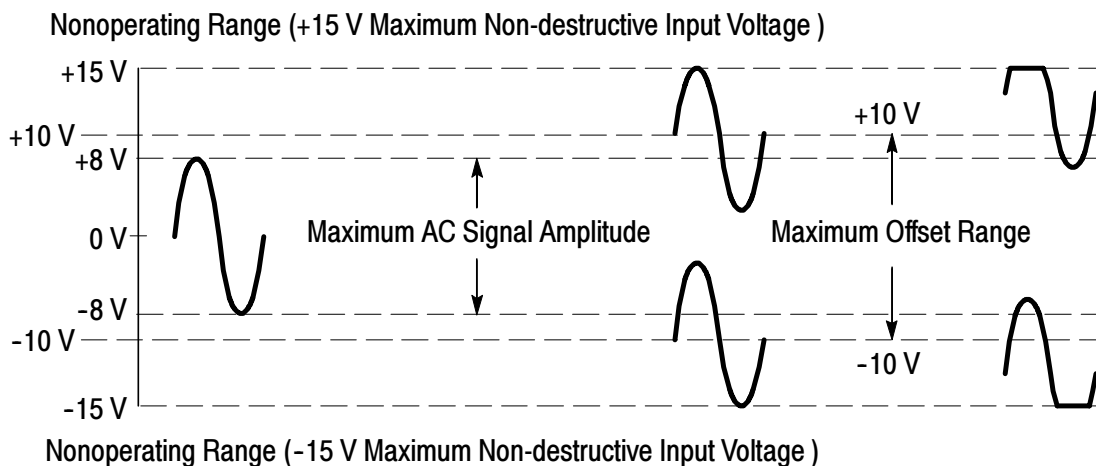 Nonoperating Range (+15 V Maximum Non-destructive Input Voltage )
+15 V
+10 V
+10 V
+8 V
0 V
Maximum AC Signal Amplitude
Maximum Offset Range
-8 V
-10 V
-10 V
-15 V
Nonoperating Range (-15 V Maximum Non-destructive Input Voltage )